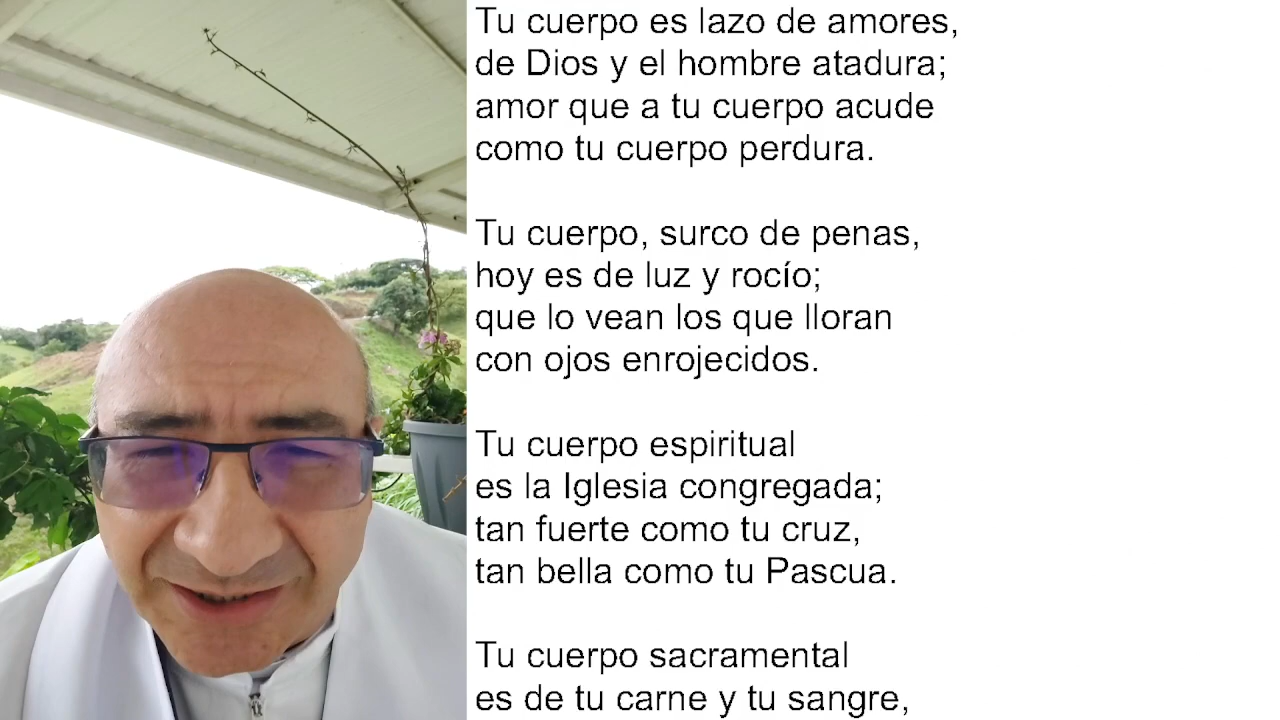 Tu cuerpo es lazo de amores,
de Dios y el hombre atadura;
amor que a tu cuerpo acude
como tu cuerpo perdura.
Tu cuerpo, surco de penas,
hoy es de luz y rocío;
que lo vean los que lloran
con ojos enrojecidos.
Tu cuerpo espiritual
es la Iglesia congregada;
tan fuerte como tu cruz,
tan bella como tu Pascua.
Tu cuerpo sacramental
es de tu carne y tu sangre,